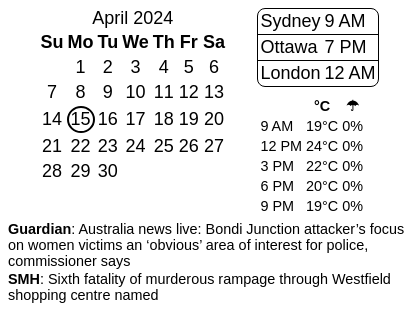 April 2024
Su Mo Tu We Th Fr Sa
1 2 3 4 5 6
7 8 9 10 11 12 13
14 15 16 17 18 19 20
21 22 23 24 25 26 27
28 29 30
Sydney 9 AM
Ottawa 7 PM
London 12 AM
°C ☂
9 AM 19°C 0%
12 PM 24°C 0%
3 PM 22°C 0%
6 PM 20°C 0%
9 PM 19°C 0%
Guardian: Australia news live: Bondi Junction attacker’s focus
on women victims an ‘obvious’ area of interest for police,
commissioner says
SMH: Sixth fatality of murderous rampage through Westfield
shopping centre named